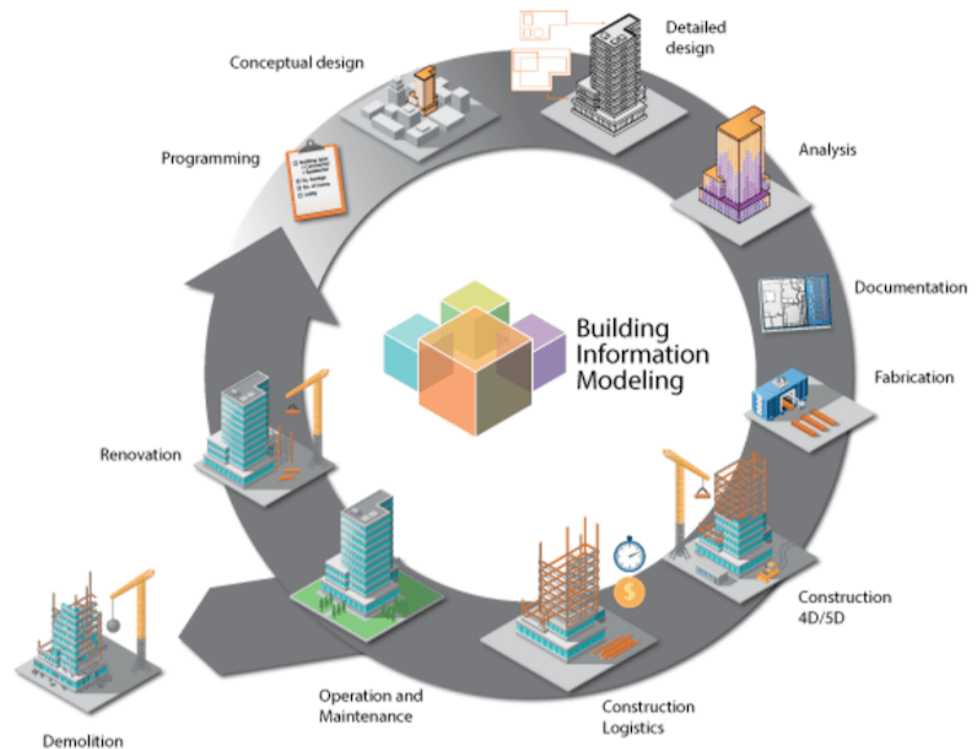 Detailed
design
Conceptual design
Programming
Analysis
Documentation
Building
Information
Modeling
Fabrication
Renovation
Construction
4D/5D
$
Operation and
Maintenance
Construction
Logistics
Demolition